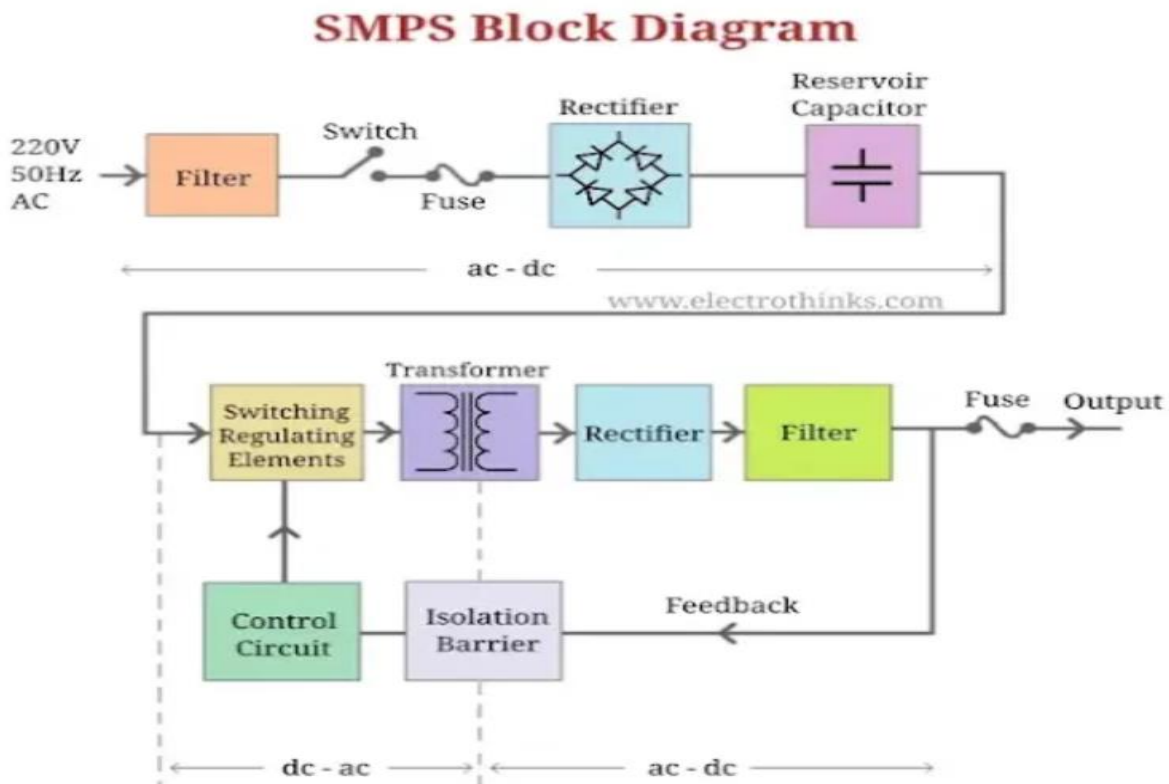 SMPS Block Diagram
Reservoir
Capacitor
Rectifier
Switch
220V
50Hz
AC
Filter
Fuse
ac - dc
www.electrothinks.com
Transformer
Switching
Regulating
Elements
Rectifier
Filter
Fuse
Output
Control
Circuit
Isolation
Barrier
Feedback
dc - ac
ac - dc